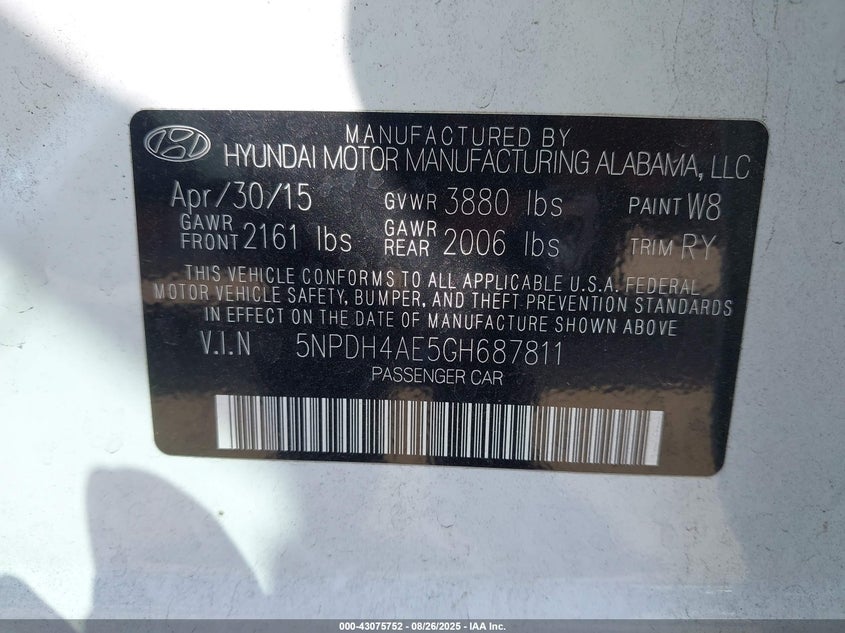 MANUFACTURED BY
HYUNDAI MOTOR MANUFACTURING ALABAMA, LLC
Apr/30/15 GVWR 3880 lbs PAINT W8
GAWR FRONT 2161 lbs GAWR REAR 2006 lbs TRIM RY
THIS VEHICLE CONFORMS TO ALL APPLICABLE U.S.A. FEDERAL
MOTOR VEHICLE SAFETY, BUMPER, AND THEFT PREVENTION STANDARDS
IN EFFECT ON THE DATE OF MANUFACTURE SHOWN ABOVE.
V.I.N 5NPDH4AE5GH687811
PASSENGER CAR
000-43075752 - 08/26/2025 - IAA Inc.